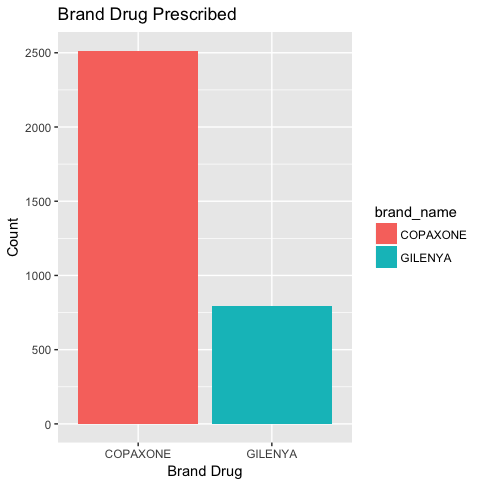 Brand Drug Prescribed
2500
2000
1500
1000
500
0
Count
COPAXONE GILENYA
Brand Drug
brand_name
COPAXONE
GILENYA